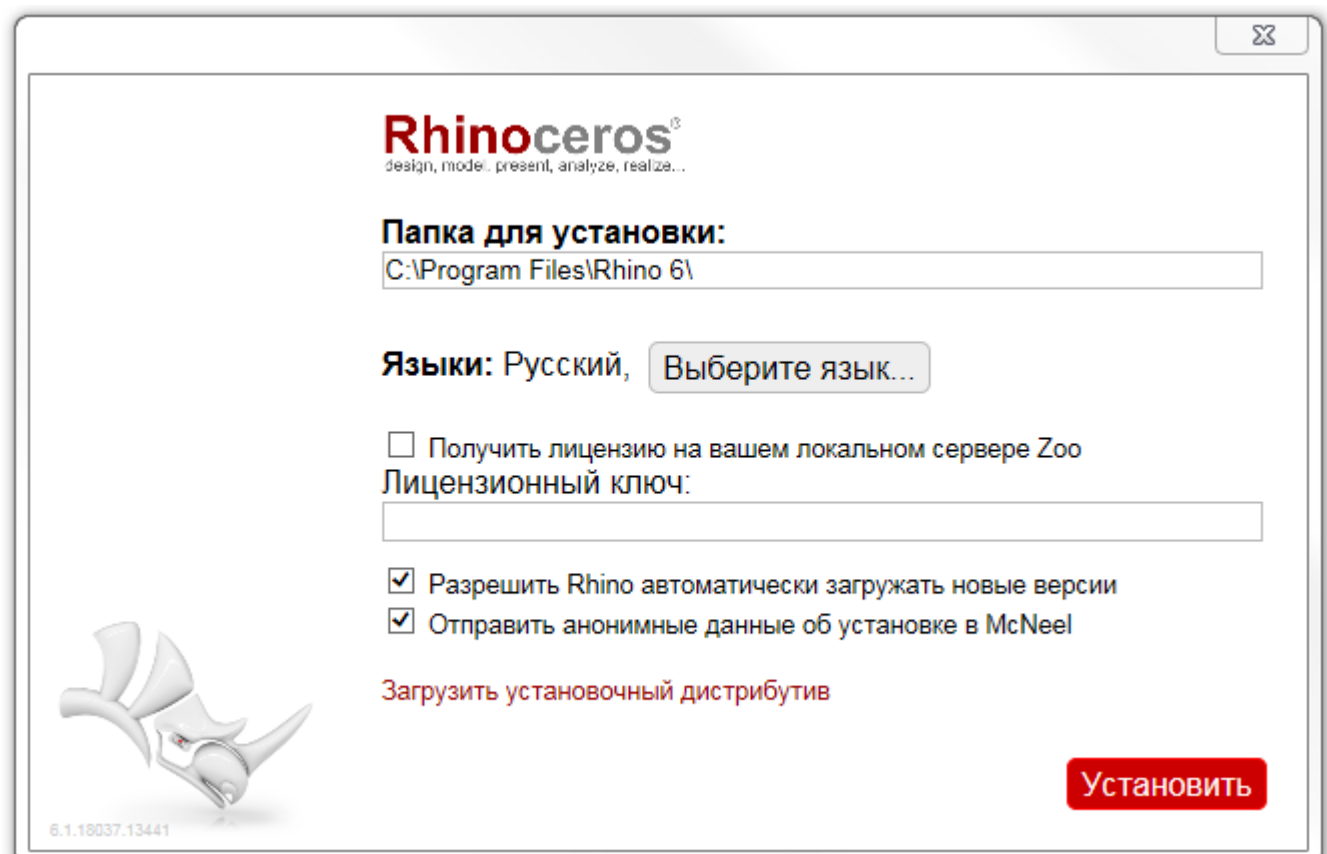 Rhinoceros®
design, model, present, analyze, realize...
Папка для установки:
C:\Program Files\Rhino 6\
Языки: Русский, Выберите язык...
Получить лицензию на вашем локальном сервере Zoo
Лицензионный ключ:
Разрешить Rhino автоматически загружать новые версии
Отправить анонимные данные об установке в McNeel
Загрузить установочный дистрибутив
Установить
6.1.18037.13441